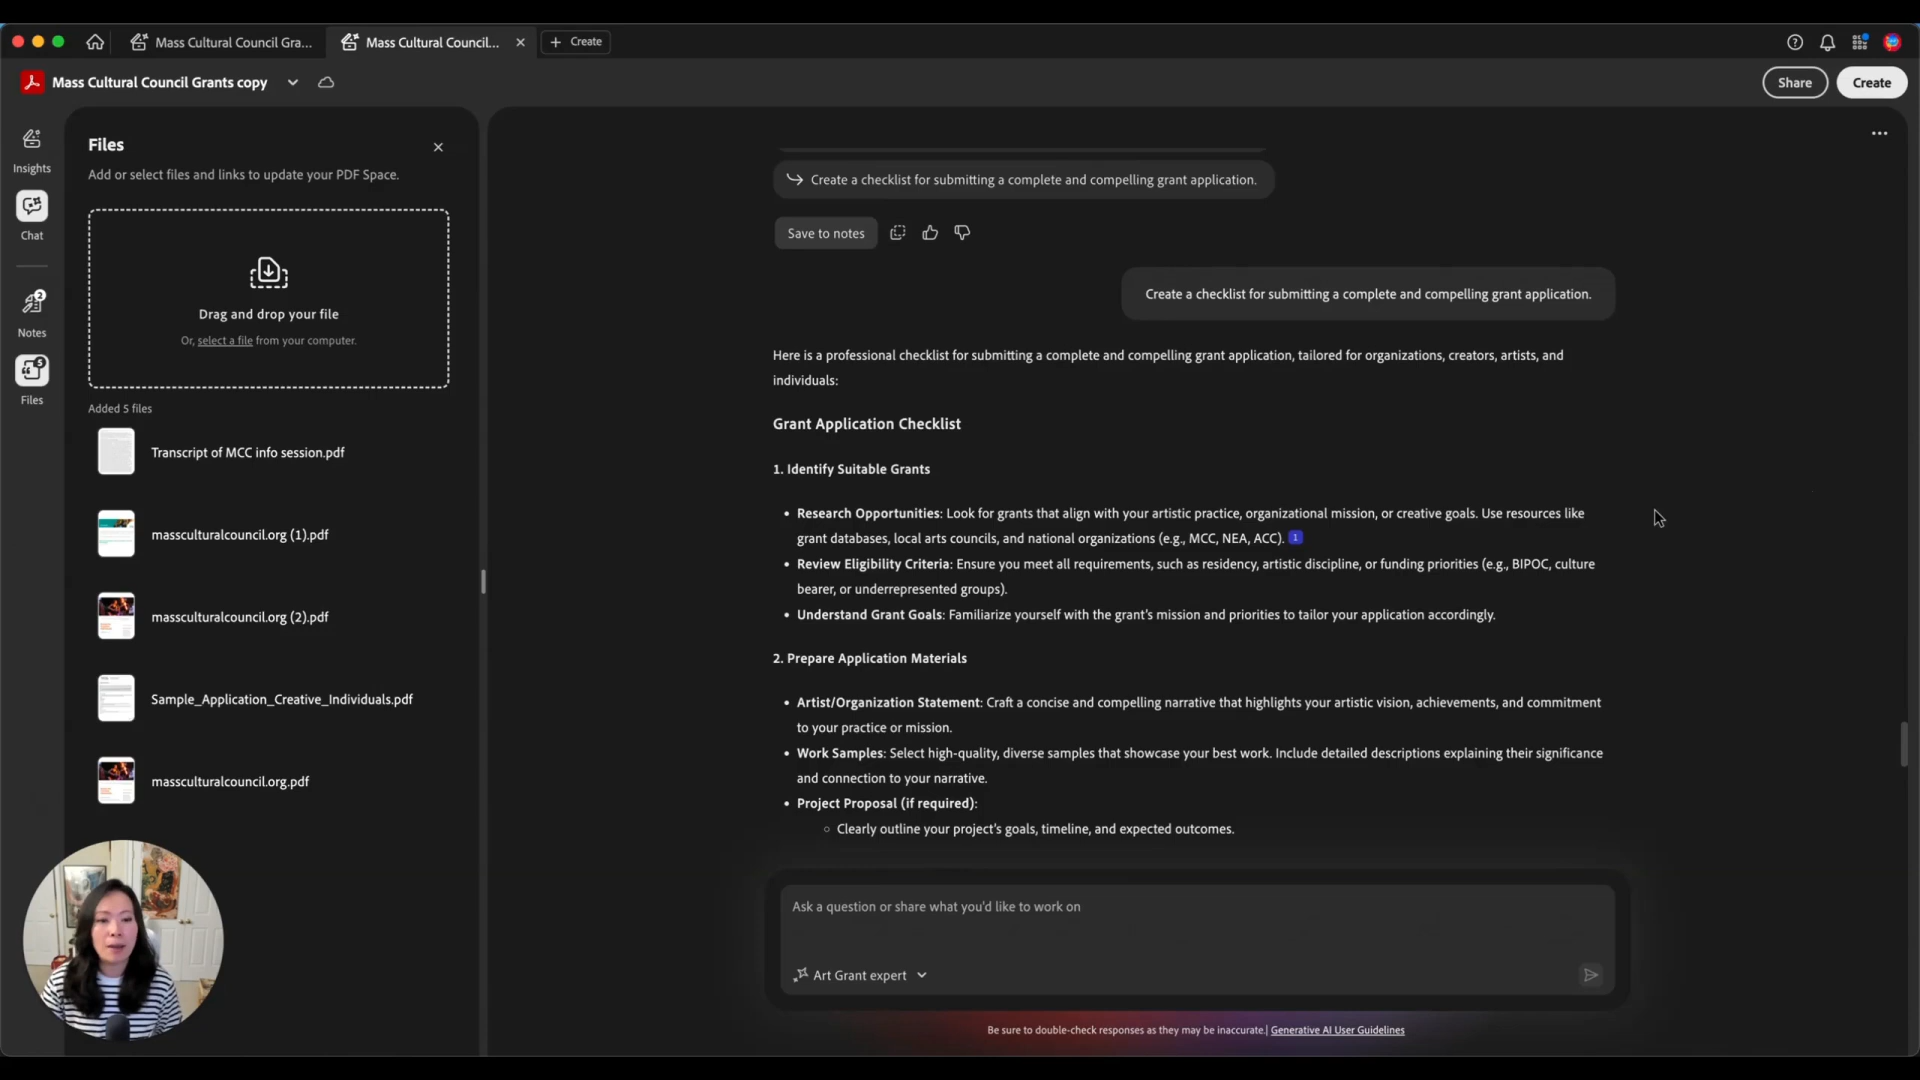 Mass Cultural Council Gra...
Mass Cultural Council...
+ Create
Mass Cultural Council Grants copy
Share
Create
Insights
Chat
2
Notes
5
Files
Files
Add or select files and links to update your PDF Space.
Drag and drop your file
Or, select a file from your computer.
Added 5 files
Transcript of MCC info session.pdf
massculturalcouncil.org (1).pdf
massculturalcouncil.org (2).pdf
Sample_Application_Creative_Individuals.pdf
massculturalcouncil.org.pdf
Create a checklist for submitting a complete and compelling grant application.
Save to notes
Create a checklist for submitting a complete and compelling grant application.
Here is a professional checklist for submitting a complete and compelling grant application, tailored for organizations, creators, artists, and
individuals:
Grant Application Checklist
1. Identify Suitable Grants
• Research Opportunities: Look for grants that align with your artistic practice, organizational mission, or creative goals. Use resources like
grant databases, local arts councils, and national organizations (e.g., MCC, NEA, ACC). 1
• Review Eligibility Criteria: Ensure you meet all requirements, such as residency, artistic discipline, or funding priorities (e.g., BIPOC, culture
bearer, or underrepresented groups).
• Understand Grant Goals: Familiarize yourself with the grant's mission and priorities to tailor your application accordingly.
2. Prepare Application Materials
• Artist/Organization Statement: Craft a concise and compelling narrative that highlights your artistic vision, achievements, and commitment
to your practice or mission.
• Work Samples: Select high-quality, diverse samples that showcase your best work. Include detailed descriptions explaining their significance
and connection to your narrative.
• Project Proposal (if required):
○ Clearly outline your project's goals, timeline, and expected outcomes.
Ask a question or share what you'd like to work on
Art Grant expert
Be sure to double-check responses as they may be inaccurate.| Generative AI User Guidelines